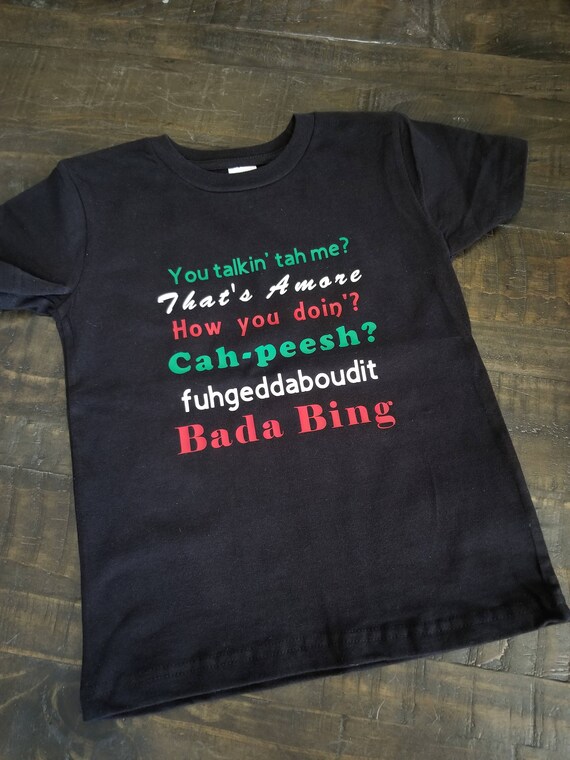 You talkin' tah me?
That's Amore
How you doin'?
Cah-peesh?
fuhgeddaboudit
Bada Bing